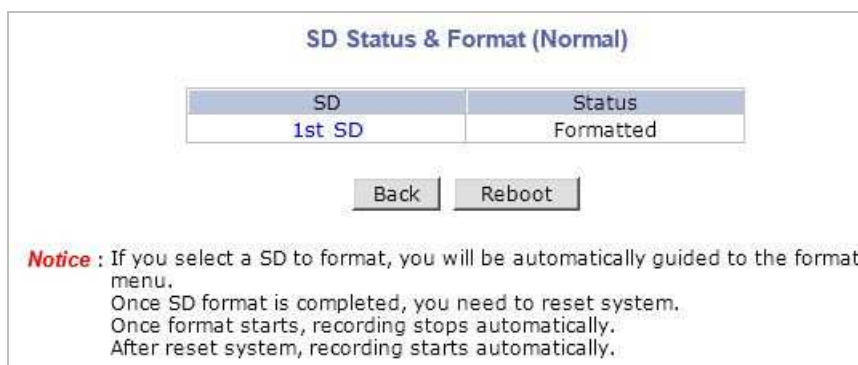 SD Status & Format (Normal)
SD Status
1st SD Formatted
Back Reboot
Notice : If you select a SD to format, you will be automatically guided to the format
menu.
Once SD format is completed, you need to reset system.
Once format starts, recording stops automatically.
After reset system, recording starts automatically.